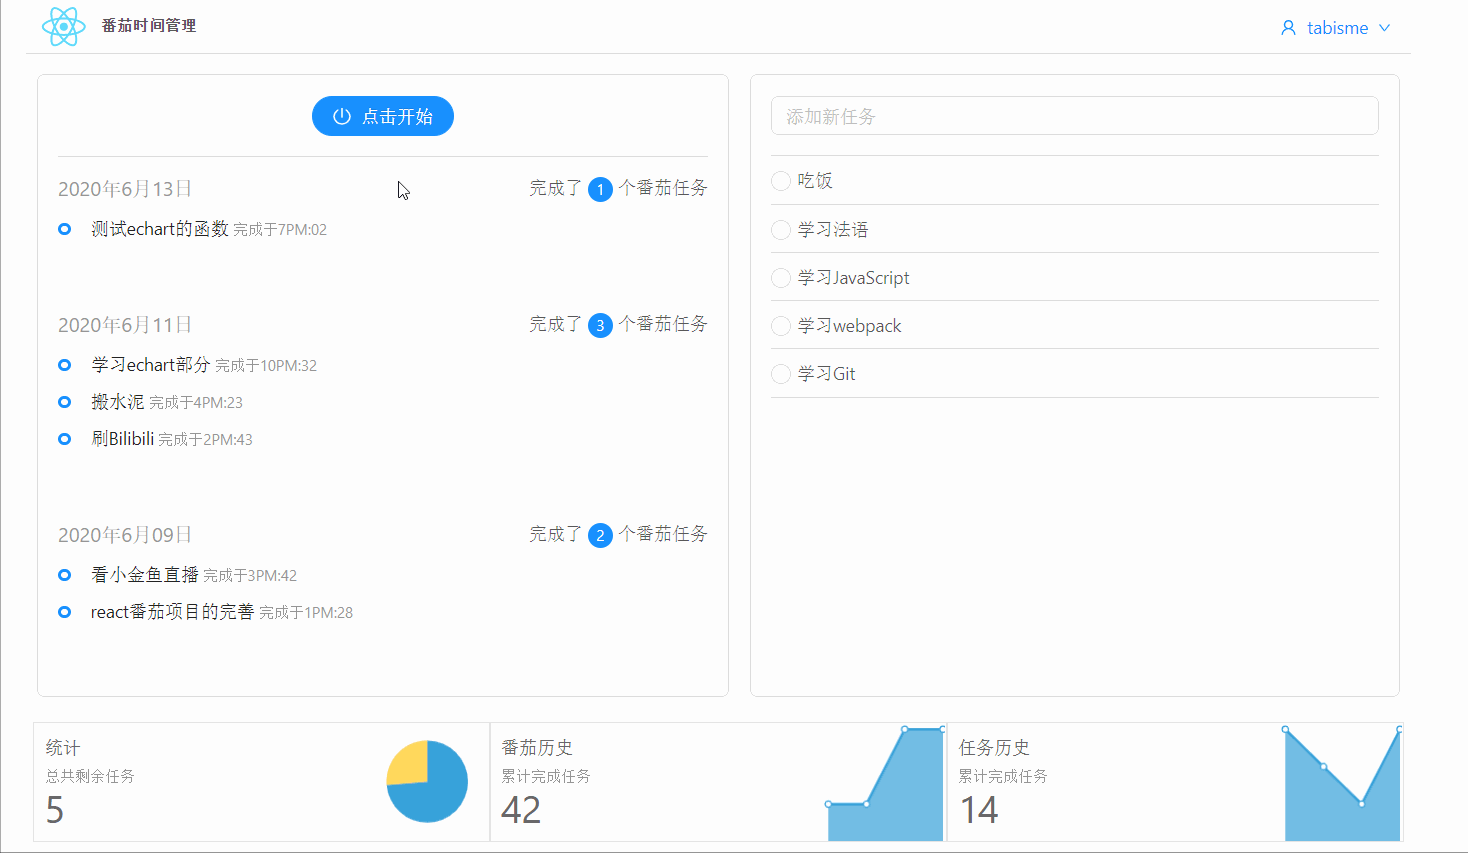 番茄时间管理
tabisme
点击开始
2020年6月13日 完成了 1 个番茄任务
测试echart的函数 完成于7PM:02
2020年6月11日 完成了 3 个番茄任务
学习echart部分 完成于10PM:32
搬水泥 完成于4PM:23
刷Bilibili 完成于2PM:43
2020年6月09日 完成了 2 个番茄任务
看小金鱼直播 完成于3PM:42
react番茄项目的完善 完成于1PM:28
添加新任务
吃饭
学习法语
学习JavaScript
学习webpack
学习Git
统计
总共剩余任务
5
番茄历史
累计完成任务
42
任务历史
累计完成任务
14